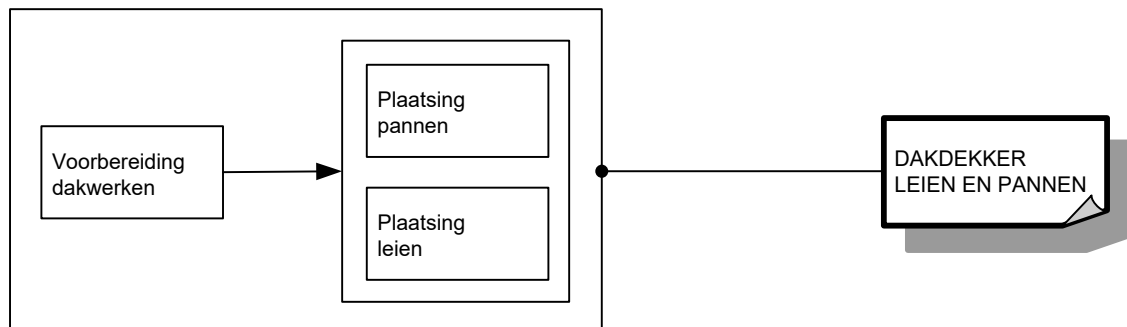 Voorbereiding
dakwerken
Plaatsing
pannen
Plaatsing
leien
DAKDEKKER
LEIEN EN PANNEN